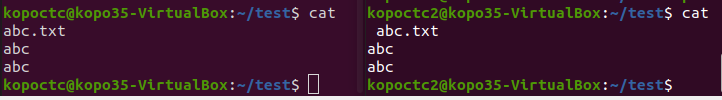 kopoctc@kopo35-VirtualBox:~/test$ cat
abc.txt
abc
abc
kopoctc@kopo35-VirtualBox:~/test$
kopoctc2@kopo35-VirtualBox:~/test$ cat
abc.txt
abc
abc
kopoctc2@kopo35-VirtualBox:~/test$